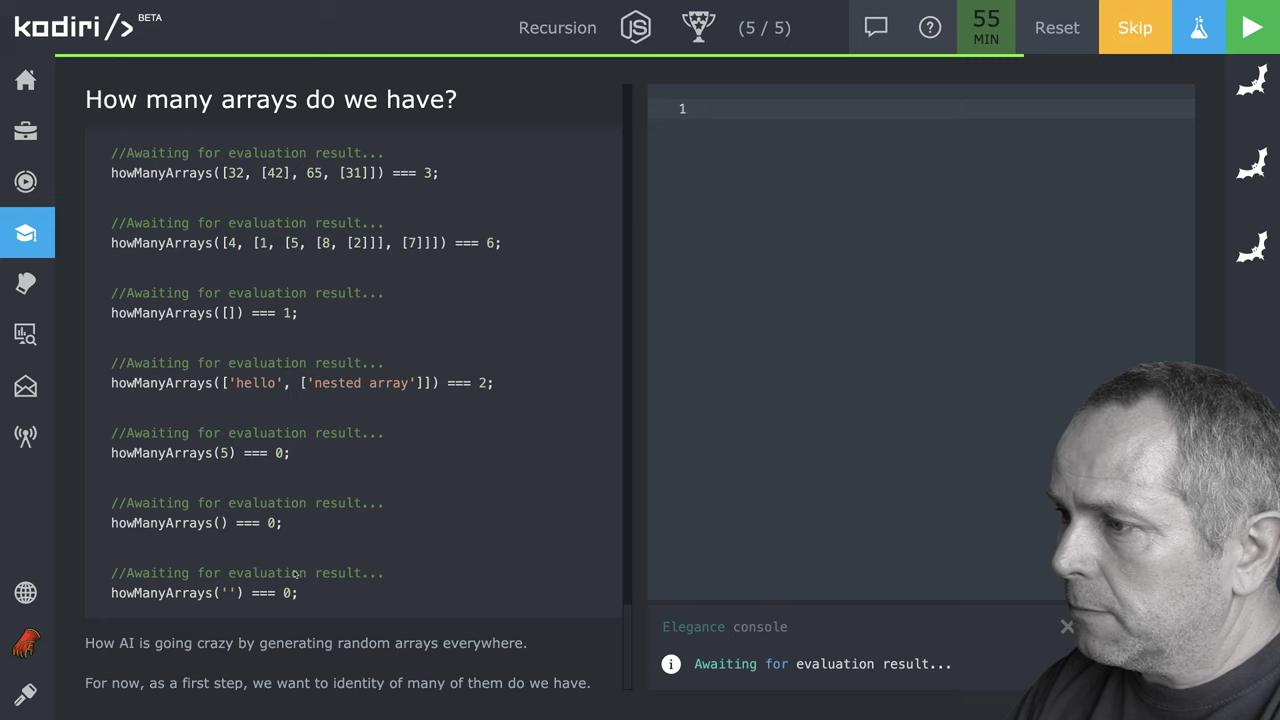 kodiri /> BETA
Recursion
JS
(5 / 5)
?
55
MIN
Reset
Skip
How many arrays do we have?
//Awaiting for evaluation result...
howManyArrays([32, [42], 65, [31]]) === 3;
//Awaiting for evaluation result...
howManyArrays([4, [1, [5, [8, [2]]], [7]]]) === 6;
//Awaiting for evaluation result...
howManyArrays([]) === 1;
//Awaiting for evaluation result...
howManyArrays(['hello', ['nested array']]) === 2;
//Awaiting for evaluation result...
howManyArrays(5) === 0;
//Awaiting for evaluation result...
howManyArrays() === 0;
//Awaiting for evaluation result...
howManyArrays('') === 0;
How AI is going crazy by generating random arrays everywhere.
For now, as a first step, we want to identity of many of them do we have.
1
Elegance console
i Awaiting for evaluation result...